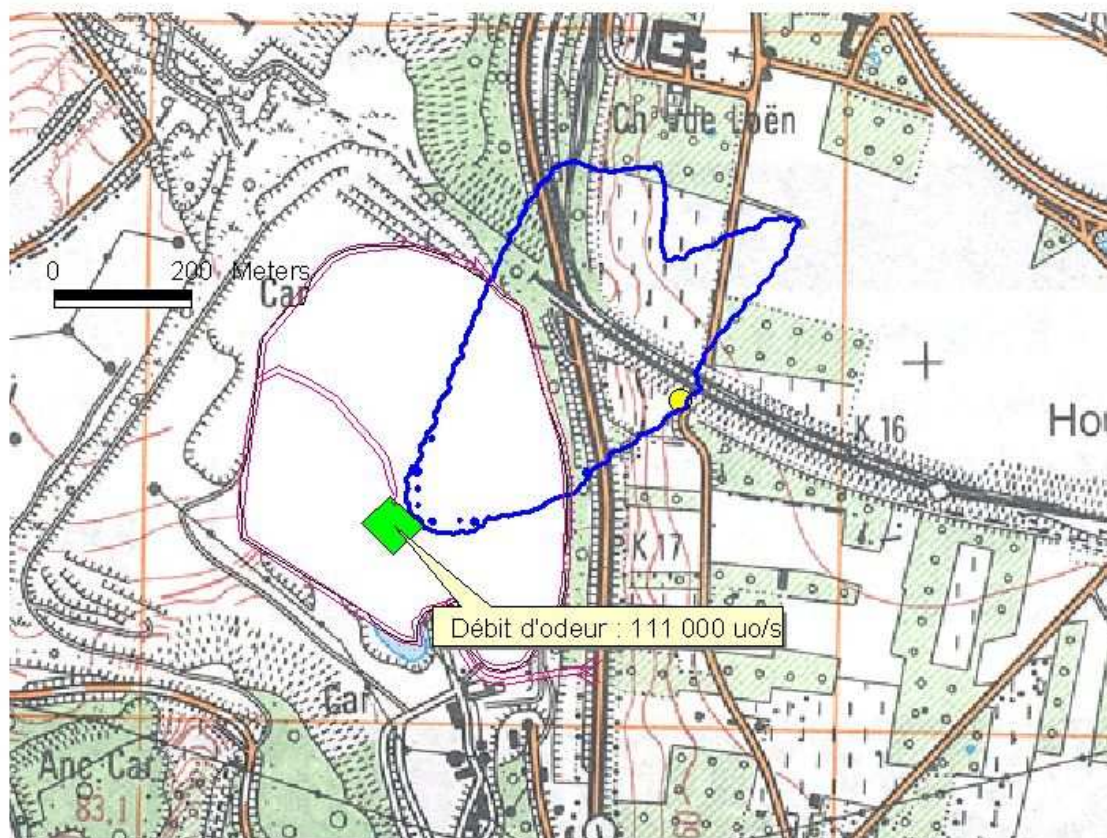 Ch au de Loën
0 200 Meters
Car
K 16
Hou
K 17
Débit d'odeur : 111 000 uo/s
Car
Anc Car
83.1
60